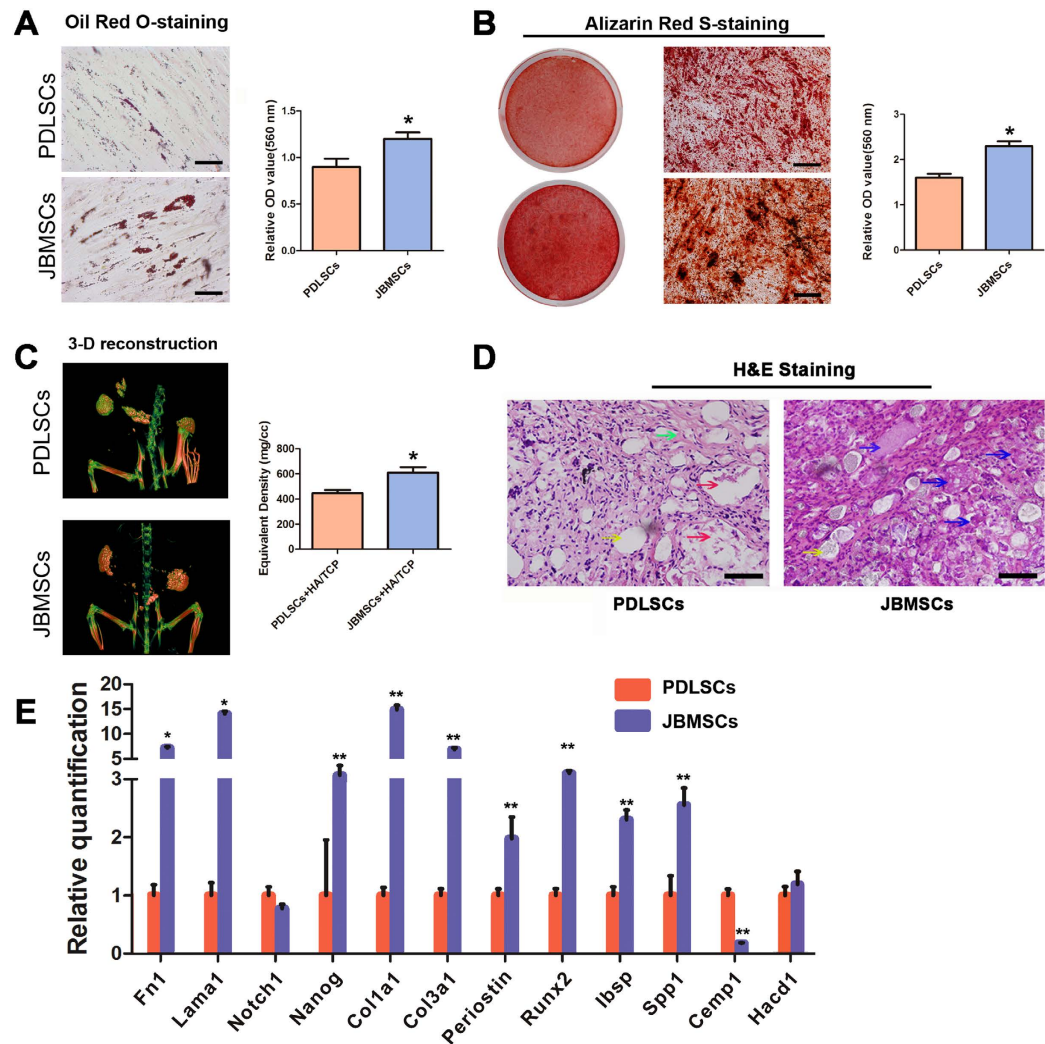 A
Oil Red O-staining
PDLSCs
JBMSCs
Relative OD value(560 nm)
1.5
1.0
0.5
0.0
*
PDLSCs
JBMSCs
B
Alizarin Red S-staining
Relative OD value(560 nm)
3
2
1
0
*
PDLSCs
JBMSCs
C
3-D reconstruction
PDLSCs
JBMSCs
Equivalent Density (mg/cc)
800
600
400
200
0
*
PDLSCs+HA/TCP
JBMSCs+HA/TCP
D
H&E Staining
PDLSCs
JBMSCs
E
Relative quantification
20
15
10
5
3
2
1
0
* * ** ** ** ** ** ** ** **
PDLSCs
JBMSCs
Fn1
Lama1
Notch1
Nanog
Col1a1
Col3a1
Periostin
Runx2
Ibsp
Spp1
Cemp1
Hacd1